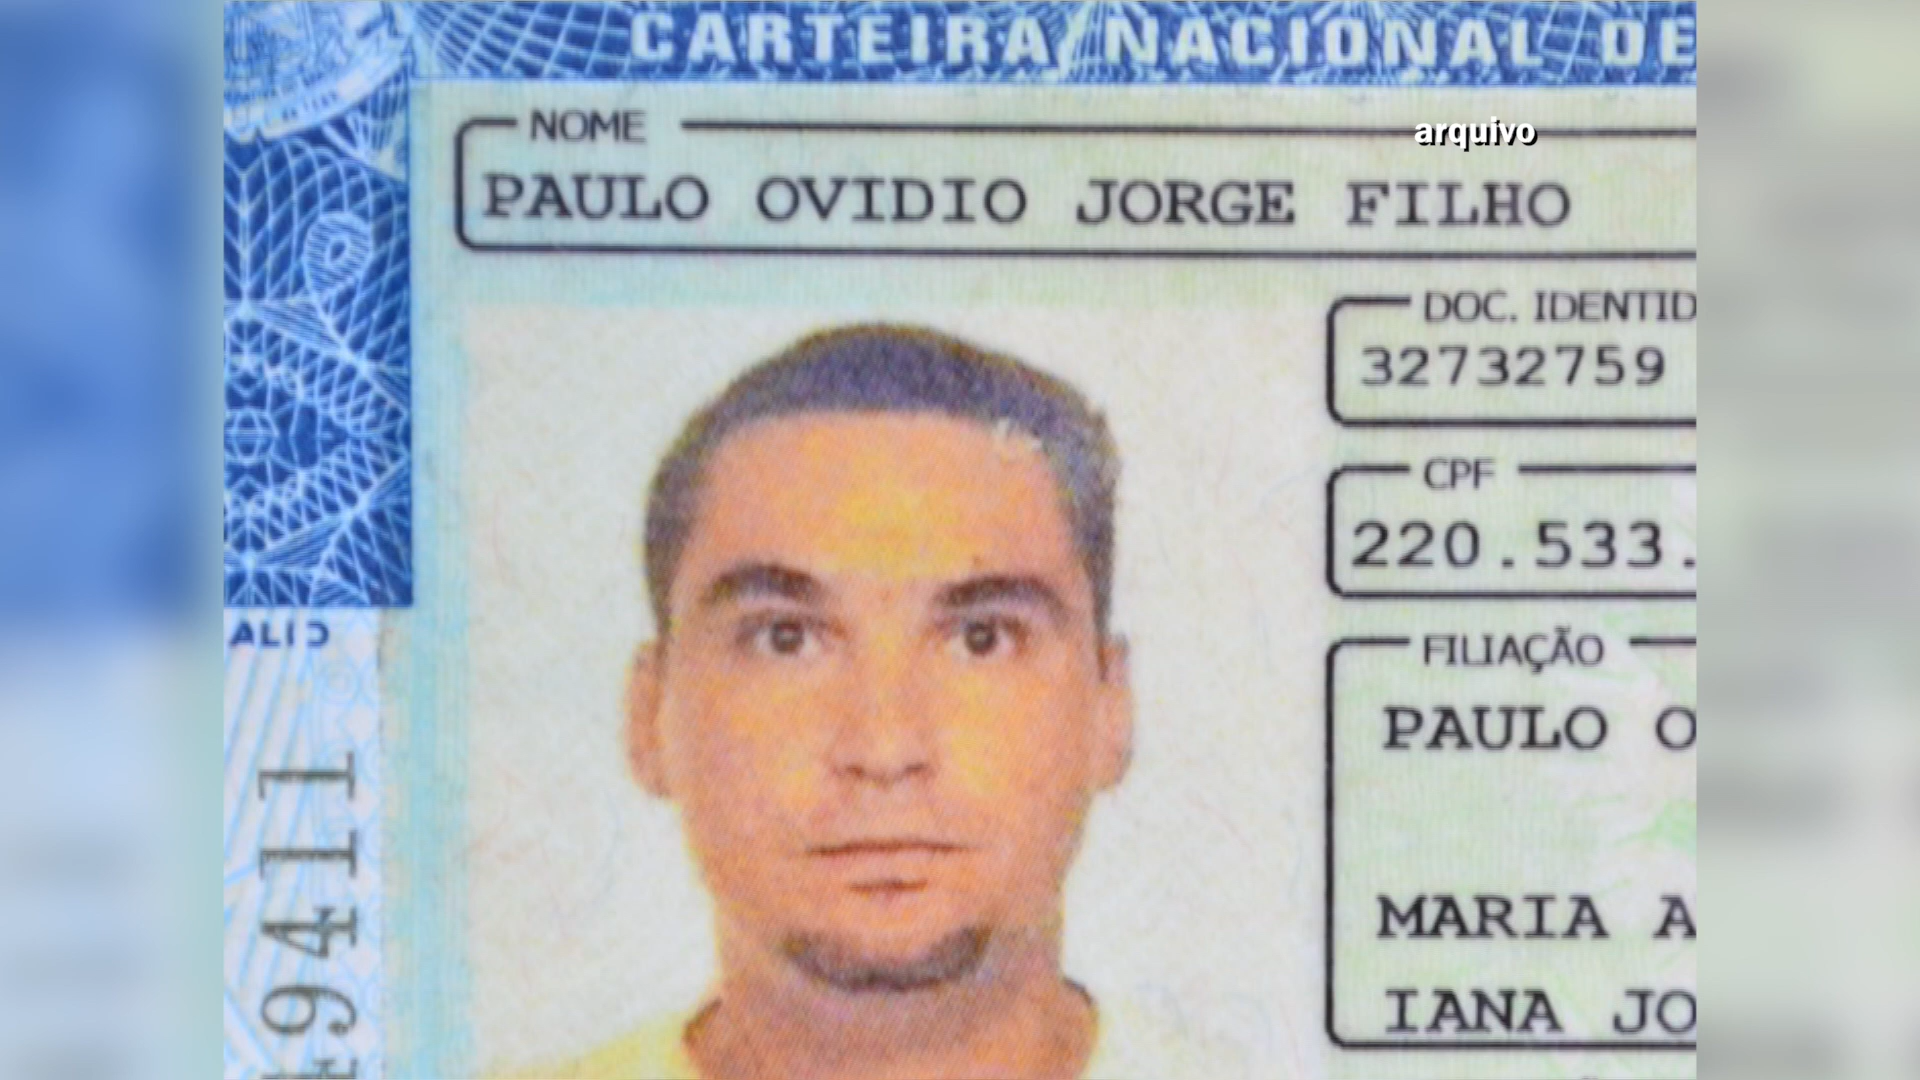 CARTEIRA NACIONAL DE
NOME
arquivo
PAULO OVIDIO JORGE FILHO
DOC. IDENTID
32732759
CPF
220.533.
FILIAÇÃO
ALID
PAULO O
MARIA A
IANA JO
9411